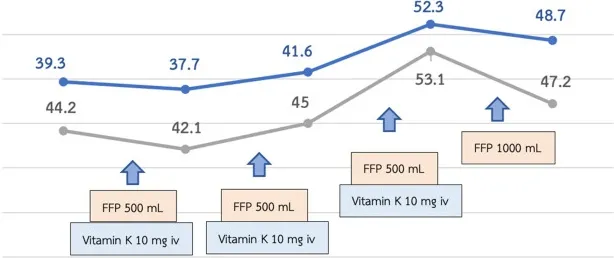 52.3
48.7
41.6
39.3
37.7
53.1
47.2
44.2
45
42.1
FFP 1000 mL
FFP 500 mL
Vitamin K 10 mg iv
FFP 500 mL
FFP 500 mL
Vitamin K 10 mg iv
Vitamin K 10 mg iv